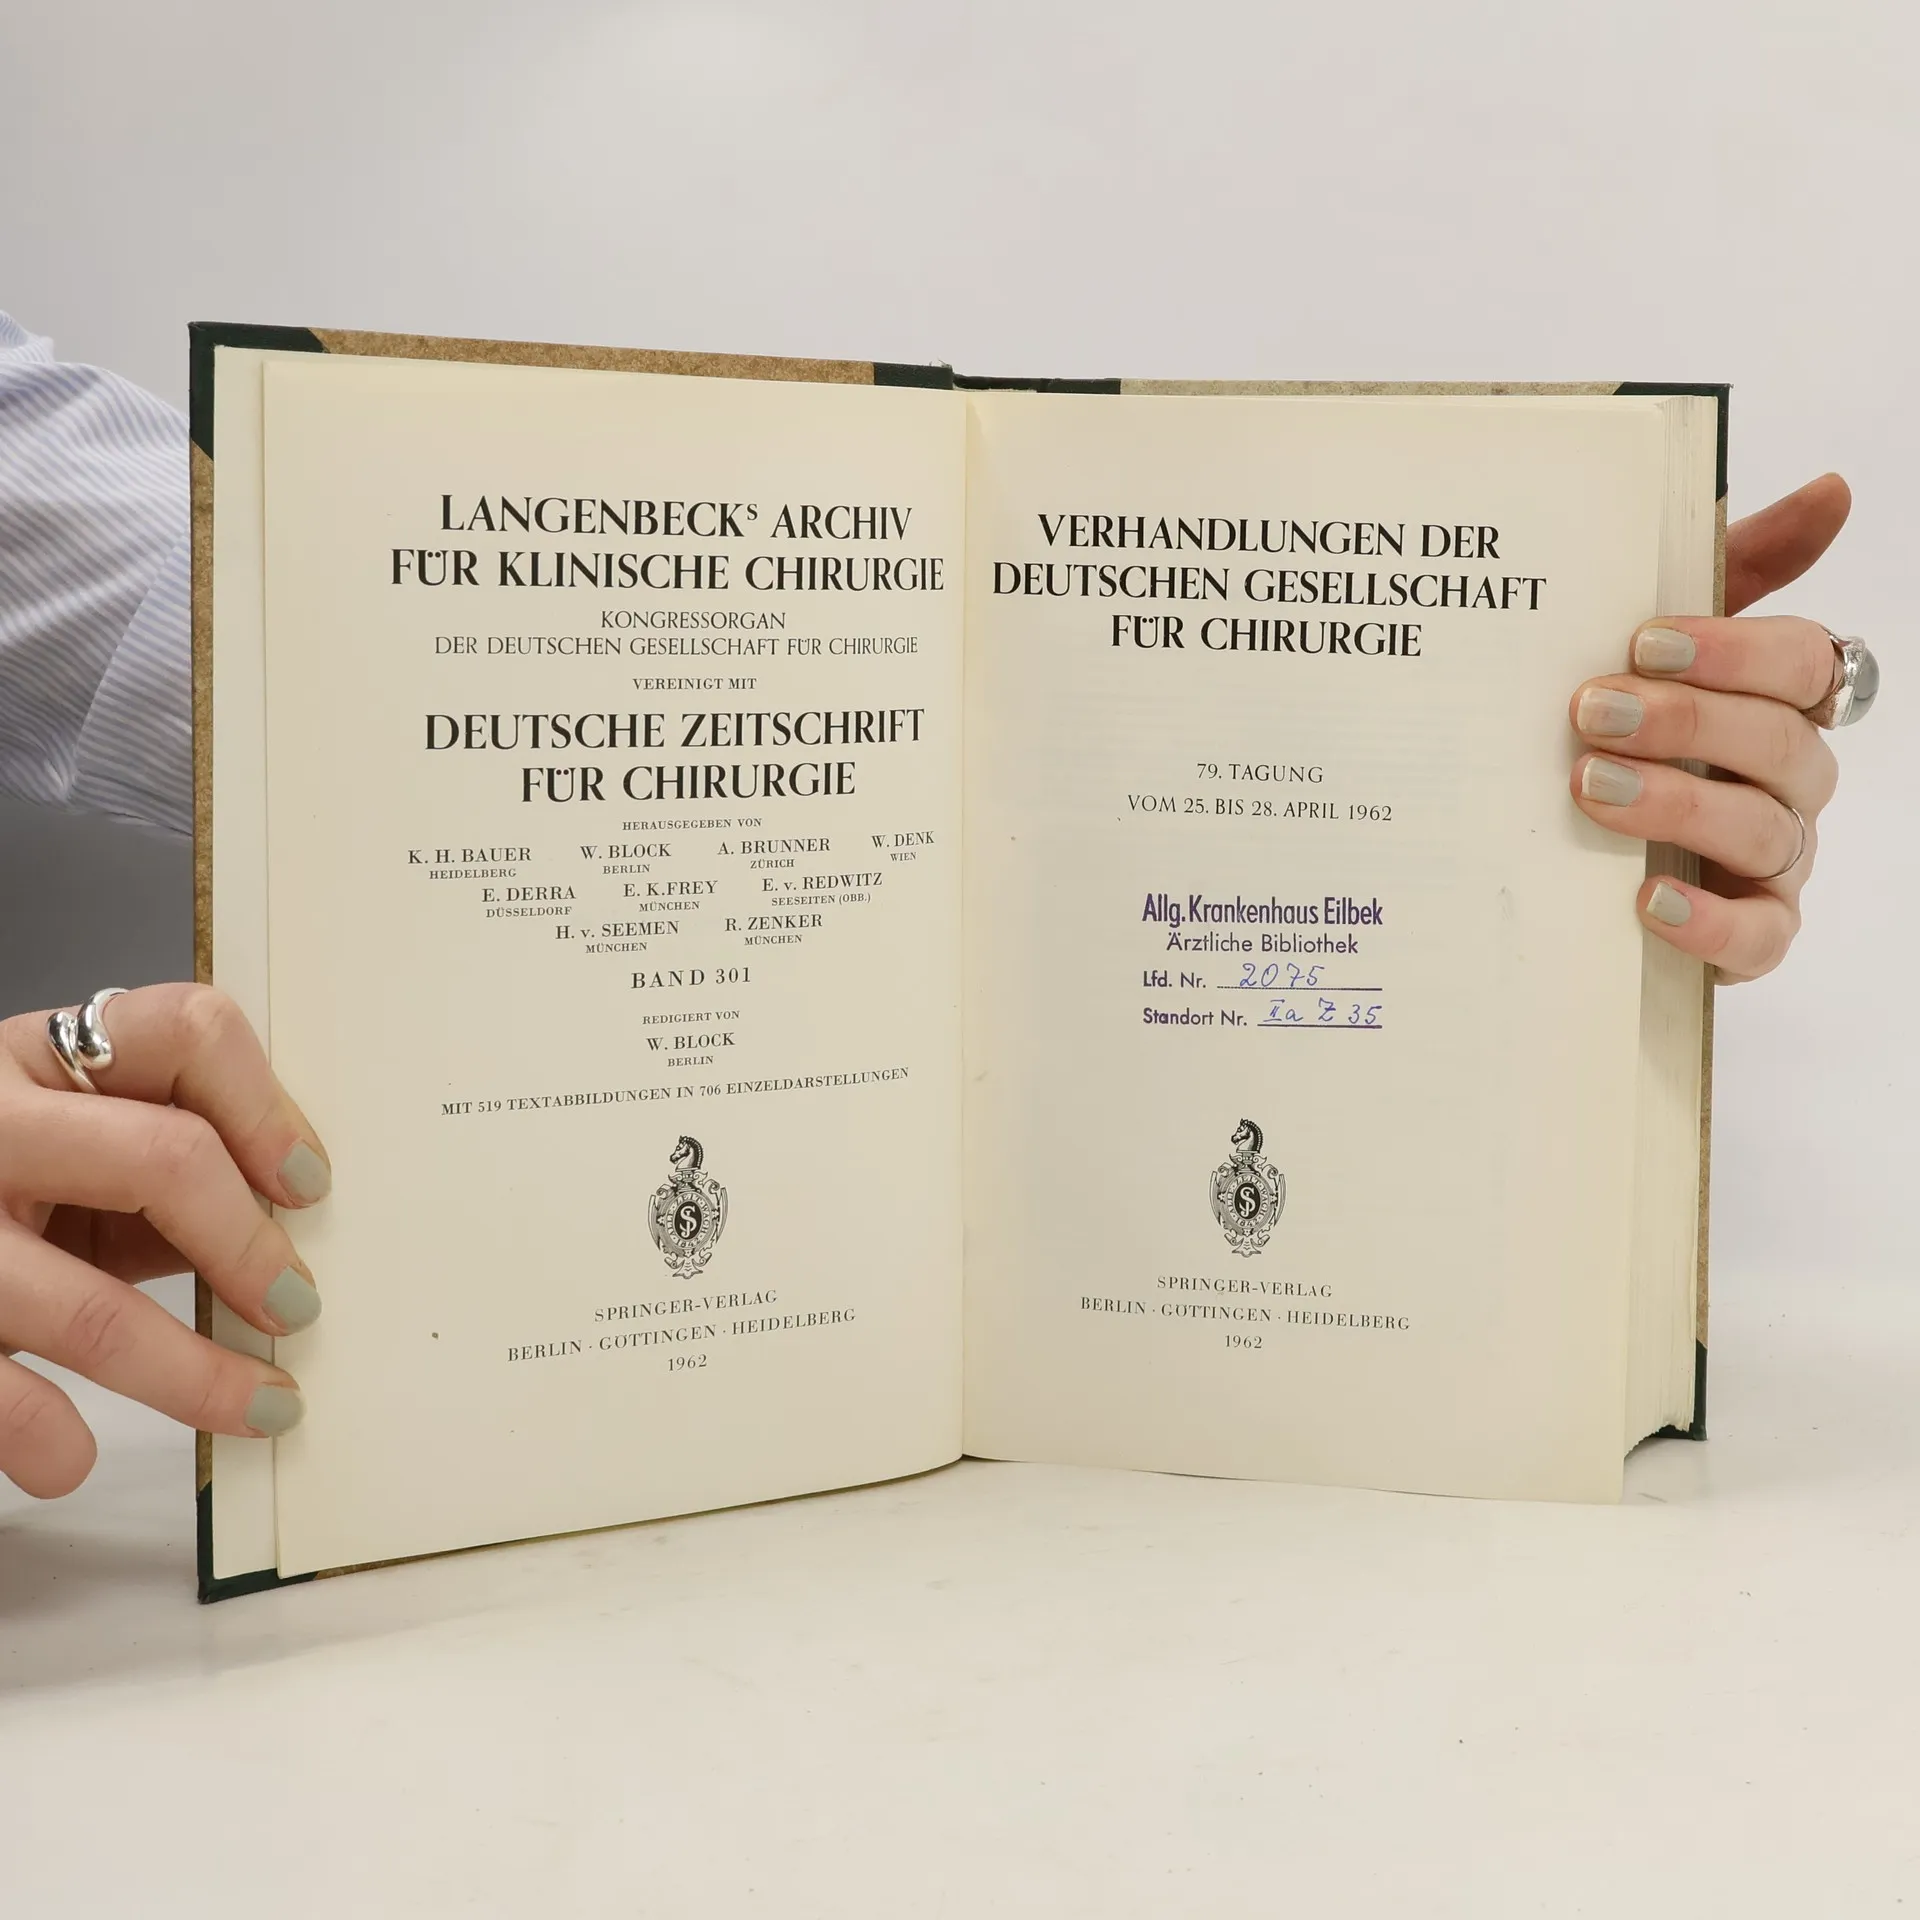 LANGENBECKS ARCHIV
FÜR KLINISCHE CHIRURGIE
KONGRESSORGAN
DER DEUTSCHEN GESELLSCHAFT FÜR CHIRURGIE
VEREINIGT MIT
DEUTSCHE ZEITSCHRIFT
FÜR CHIRURGIE
HERAUSGEGEBEN VON
K. H. BAUER W. BLOCK A. BRUNNER W. DENK
HEIDELBERG BERLIN ZÜRICH WIEN
E. DERRA E. K. FREY E. v. REDWITZ
DÜSSELDORF MÜNCHEN SEESEITEN (OBB.)
H. v. SEEMEN R. ZENKER
MÜNCHEN MÜNCHEN
BAND 301
REDIGIERT VON
W. BLOCK
BERLIN
MIT 519 TEXTABBILDUNGEN IN 706 EINZELDARSTELLUNGEN
SPRINGER-VERLAG
BERLIN · GÖTTINGEN · HEIDELBERG
1962
VERHANDLUNGEN DER
DEUTSCHEN GESELLSCHAFT
FÜR CHIRURGIE
79. TAGUNG
VOM 25. BIS 28. APRIL 1962
Allg. Krankenhaus Eilbek
Ärztliche Bibliothek
Lfd. Nr. 2075
Standort Nr. IIa Z 35
SPRINGER-VERLAG
BERLIN · GÖTTINGEN · HEIDELBERG
1962